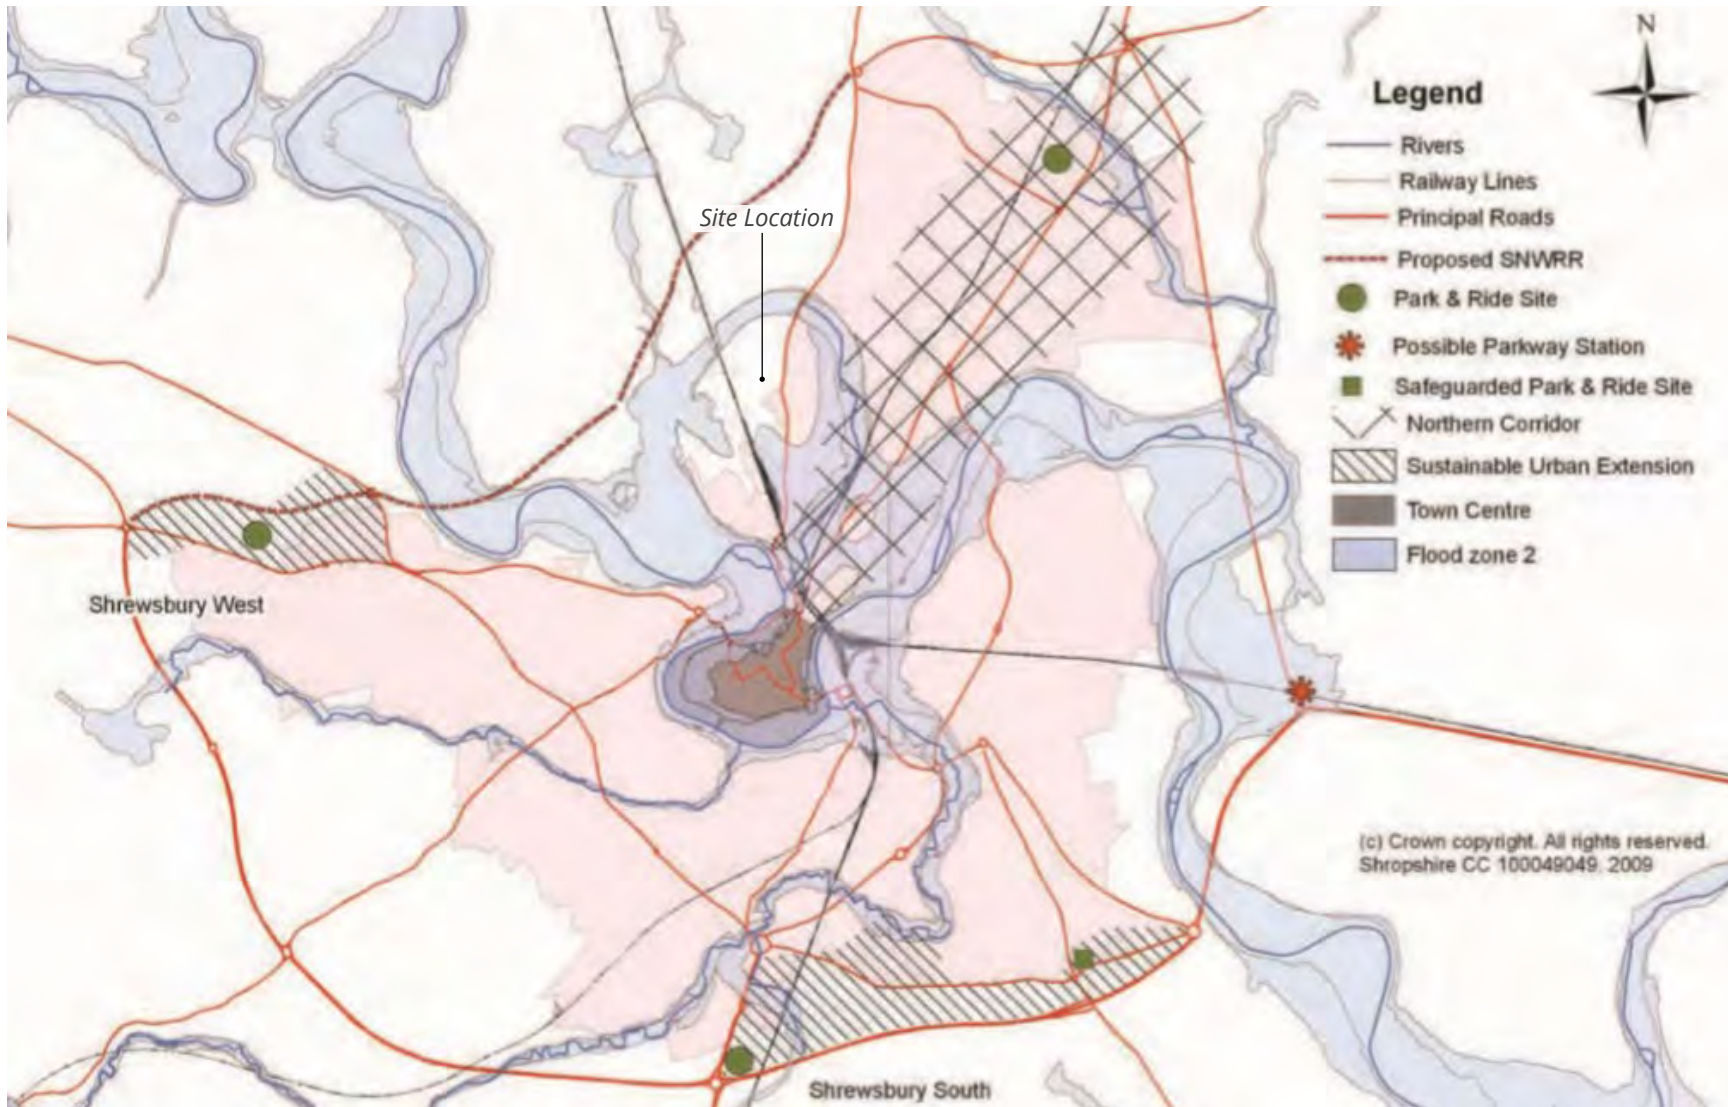 N
Legend
Rivers
Railway Lines
Principal Roads
Proposed SNWRR
Park & Ride Site
Possible Parkway Station
Safeguarded Park & Ride Site
Northern Corridor
Sustainable Urban Extension
Town Centre
Flood zone 2
Site Location
Shrewsbury West
(c) Crown copyright. All rights reserved.
Shropshire CC 100049049. 2009
Shrewsbury South